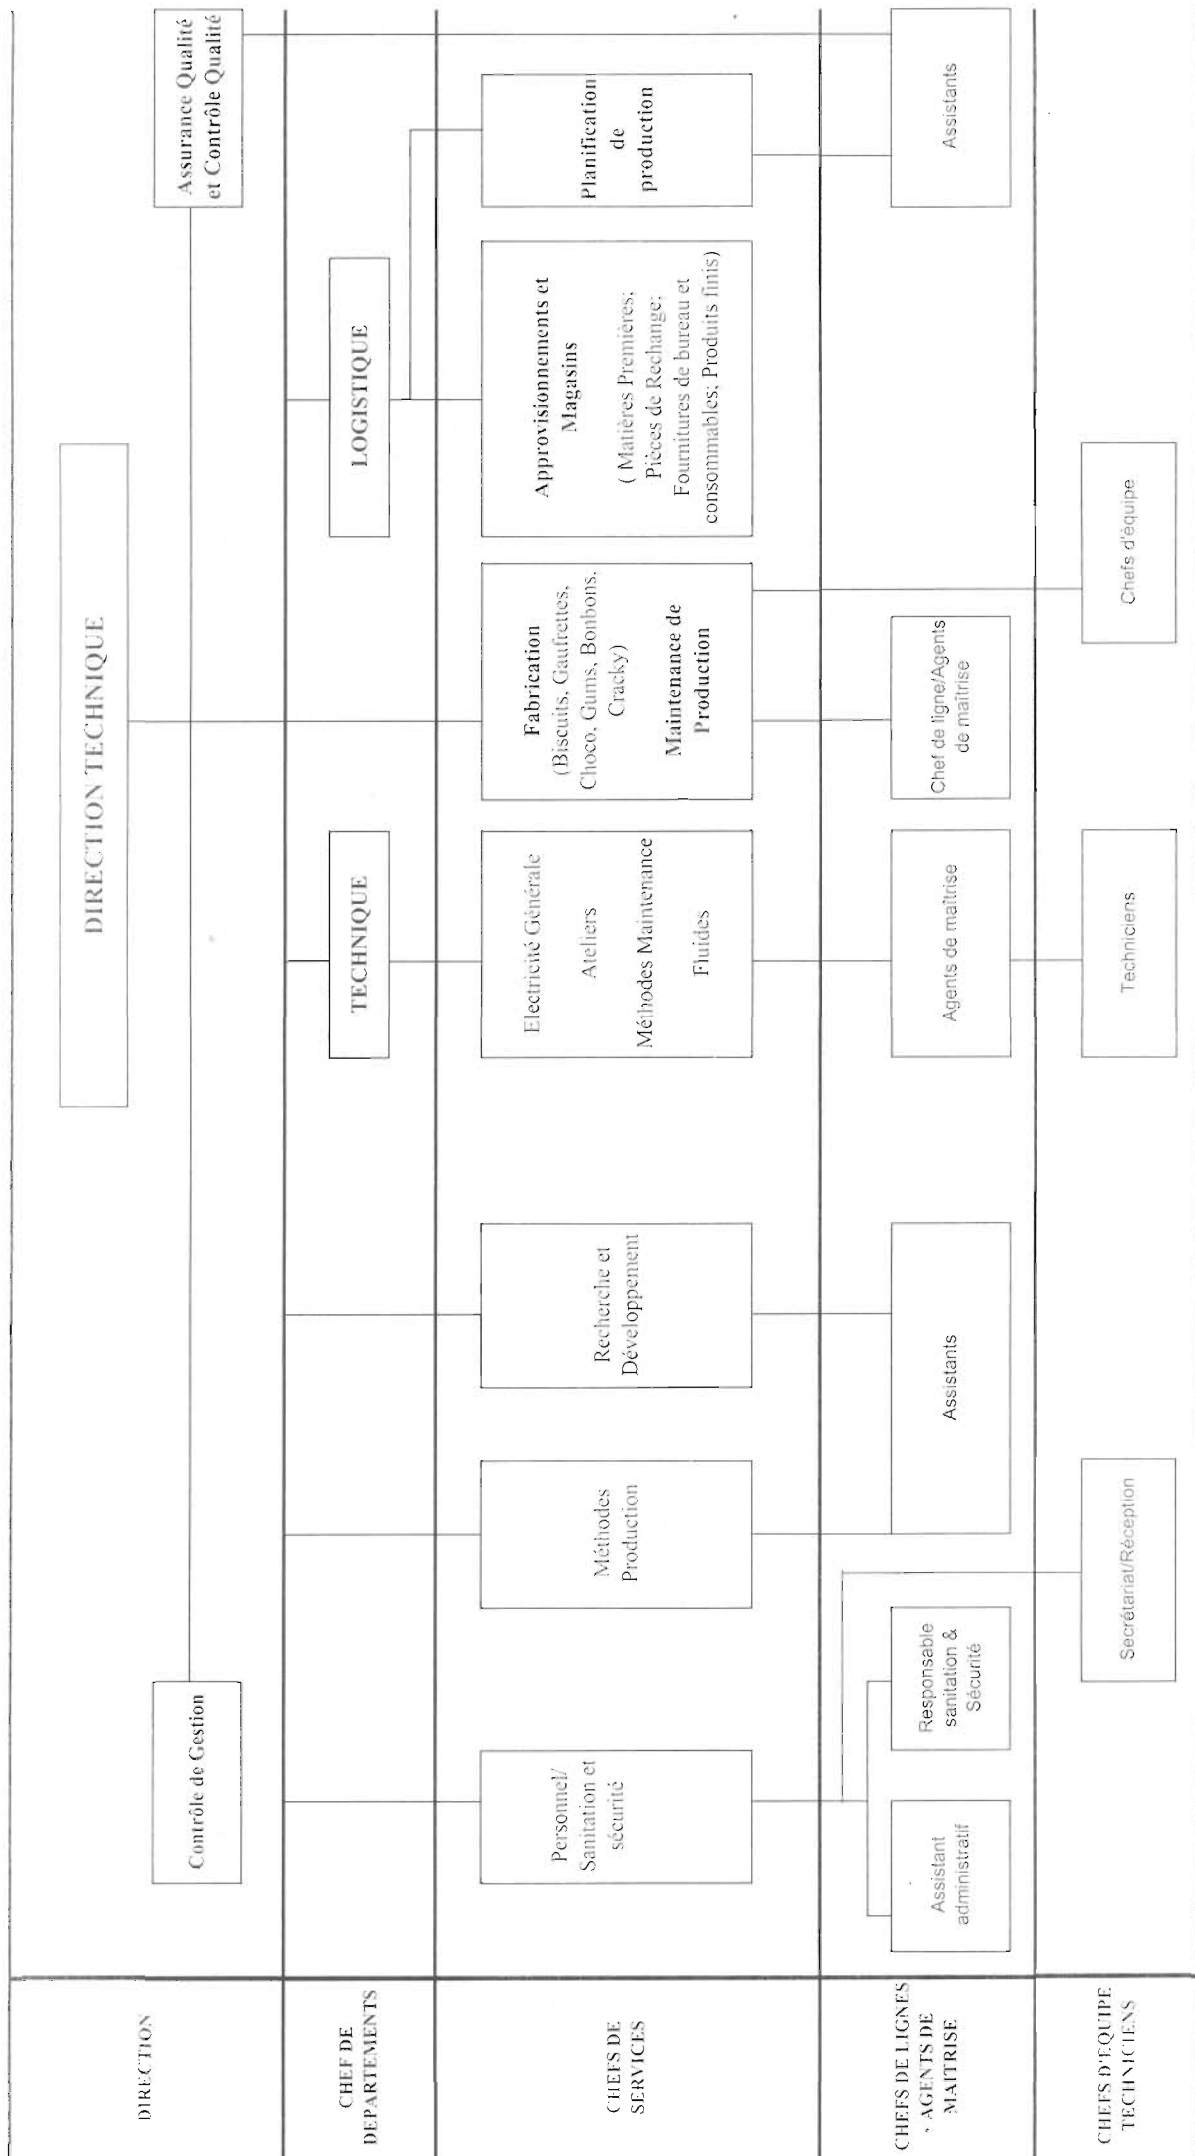 DIRECTION
DIRECTION TECHNIQUE
Contrôle de Gestion
Assurance Qualité
et Contrôle Qualité
CHEF DE
DEPARTEMENTS
TECHNIQUE
LOGISTIQUE
CHEFS DE
SERVICES
Personnel/
Sanitation et
sécurité
Méthodes
Production
Recherche et
Développement
Electricité Générale
Ateliers
Méthodes Maintenance
Fluides
Fabrication
(Biscuits, Gaufrettes,
Choco, Gums, Bonbons,
Cracky)
Maintenance de
Production
Approvisionnements et
Magasins
( Matières Premières;
Pièces de Rechange;
Fournitures de bureau et
consommables; Produits finis)
Planification
de
production
CHEFS DE LIGNES
- AGENTS DE
MAITRISE
Assistant
administratif
Responsable
sanitation &
Sécurité
Assistants
Agents de maîtrise
Chef de ligne/Agents
de maîtrise
Assistants
CHEFS D'EQUIPE
TECHNICIENS
Secrétariat/Réception
Techniciens
Chefs d'équipe